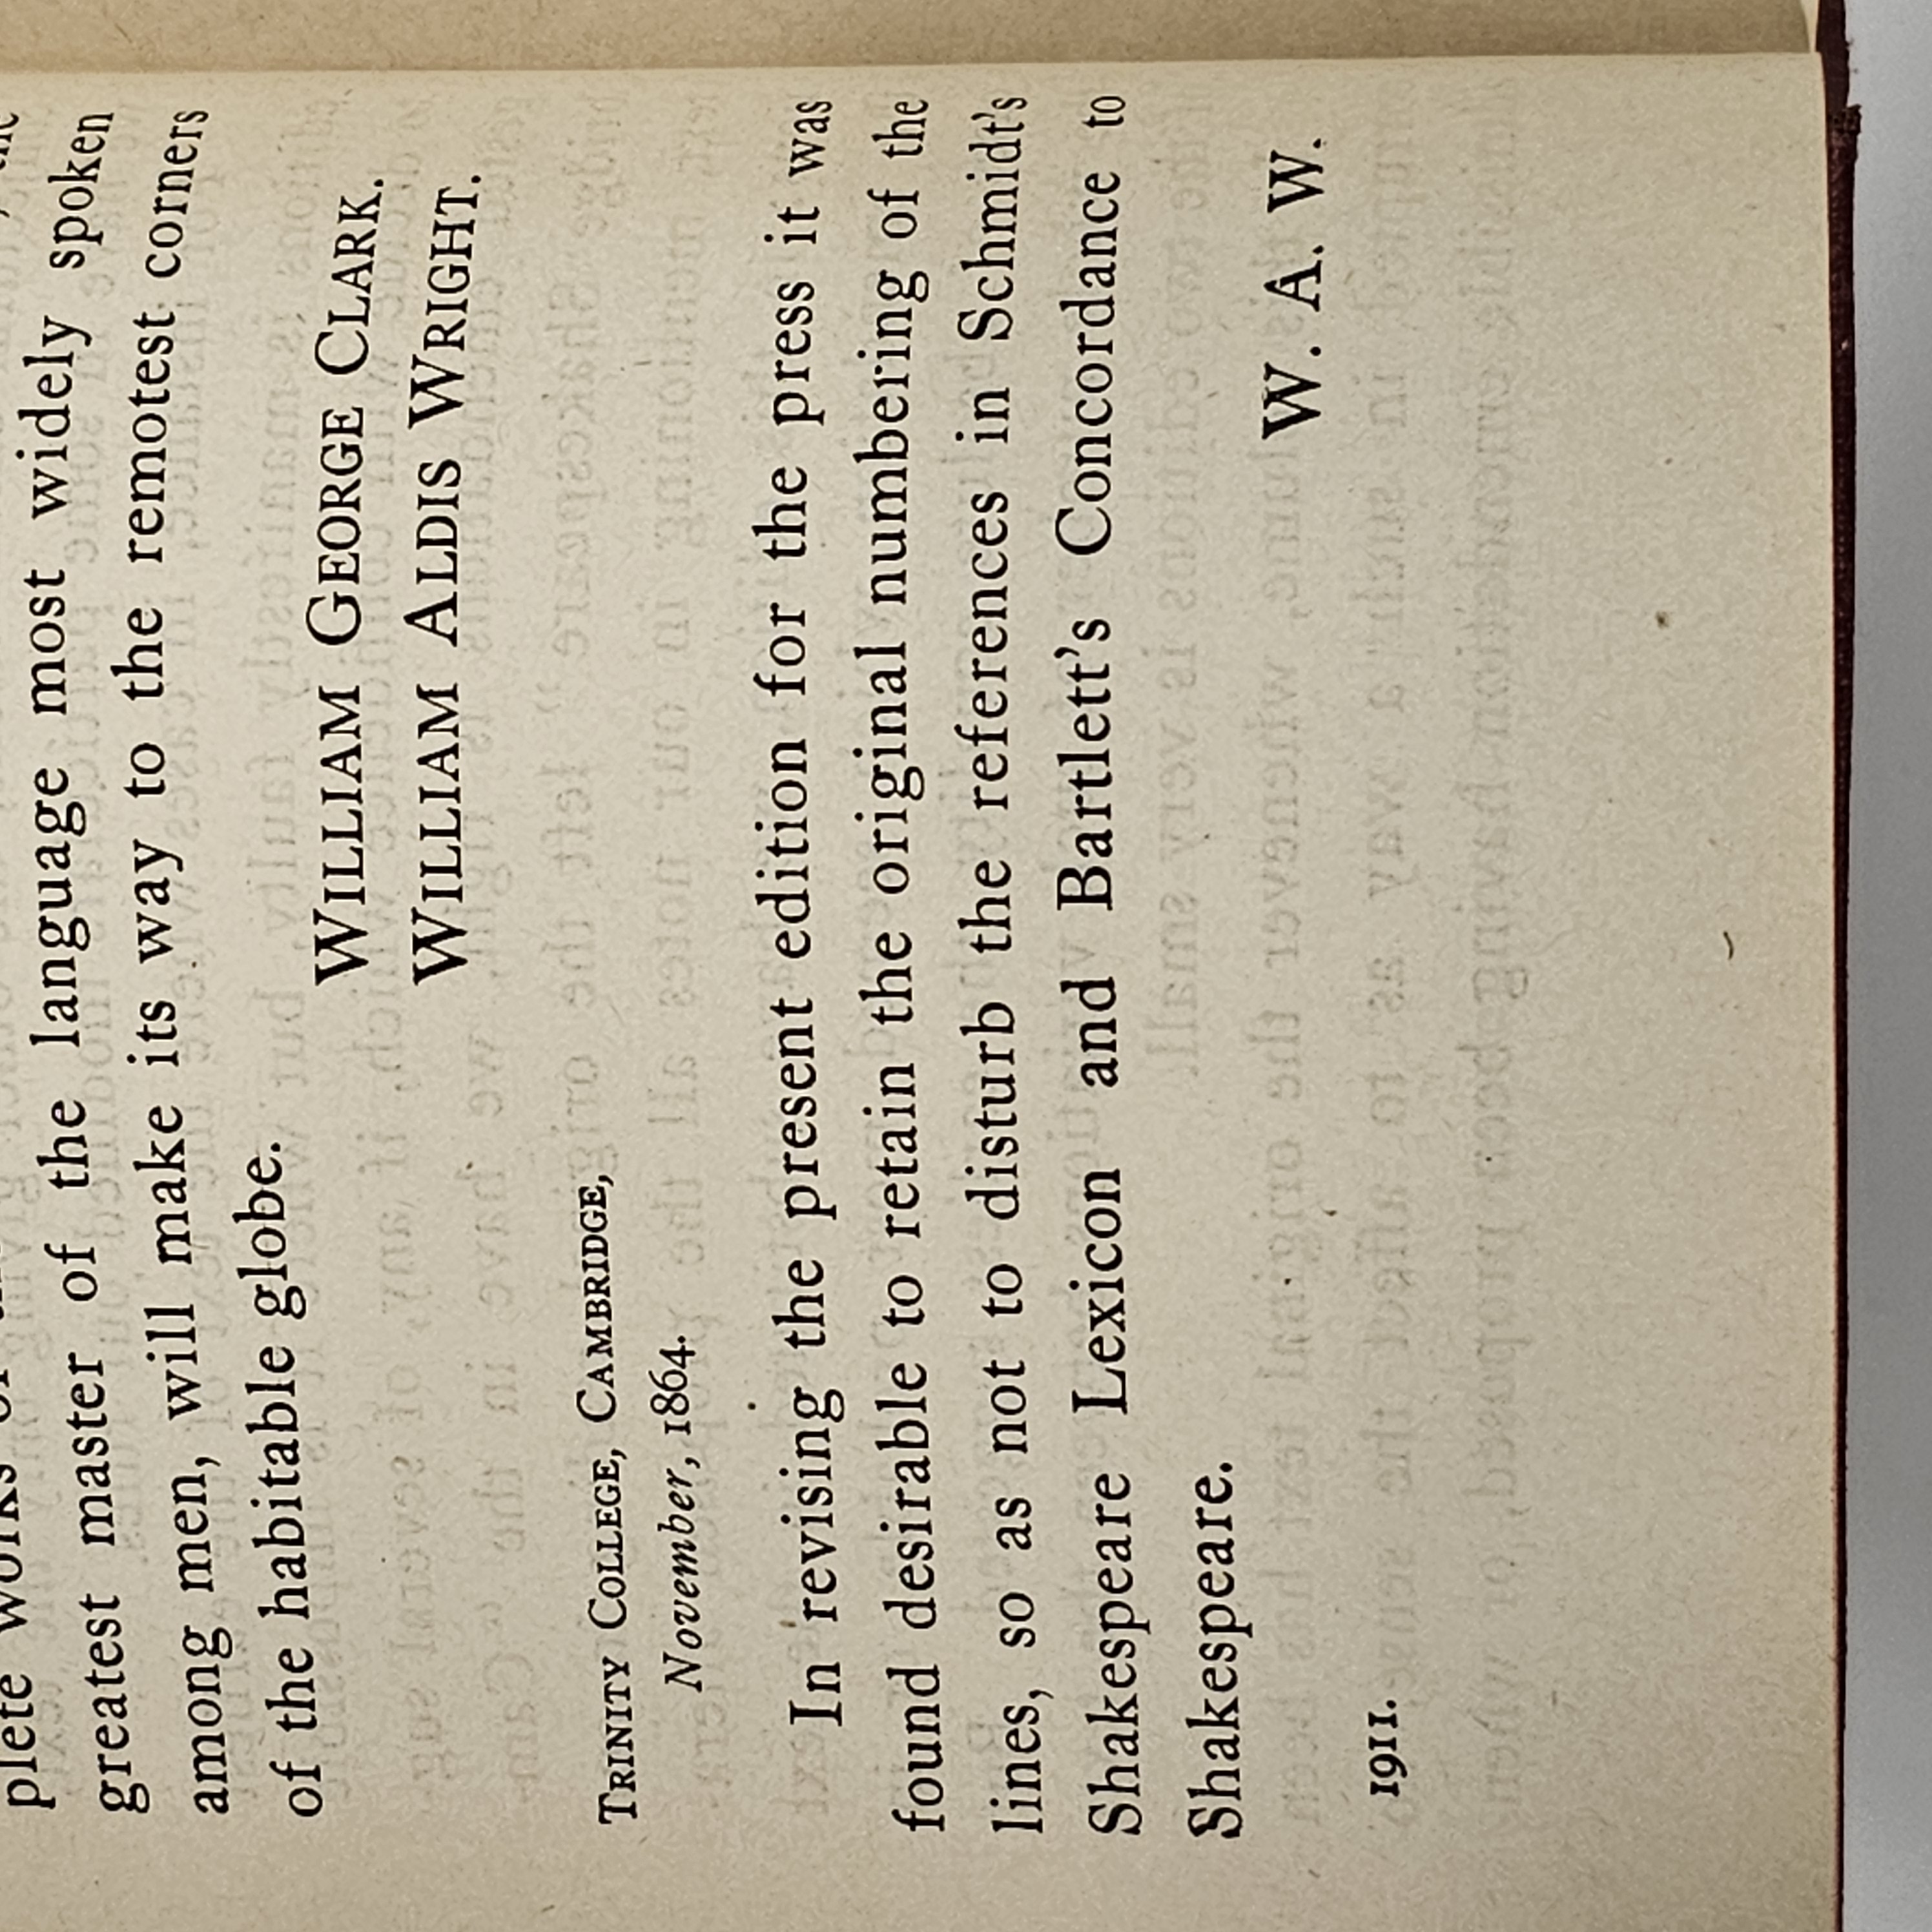 plete works
greatest master of the language most widely spoken
among men, will make its way to the remotest corners
of the habitable globe.
WILLIAM GEORGE CLARK.
WILLIAM ALDIS WRIGHT.
TRINITY COLLEGE, CAMBRIDGE,
November, 1864.
In revising the present edition for the press it was
found desirable to retain the original numbering of the
lines, so as not to disturb the references in Schmidt's
Shakespeare Lexicon and Bartlett's Concordance to
Shakespeare.
W. A. W.
1911.